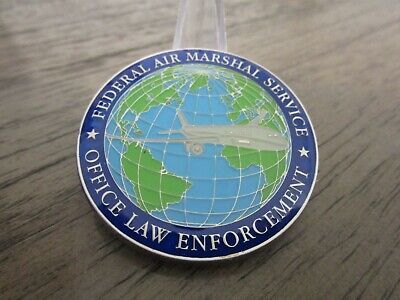 FEDERAL AIR MARSHAL SERVICE
OFFICE LAW ENFORCEMENT